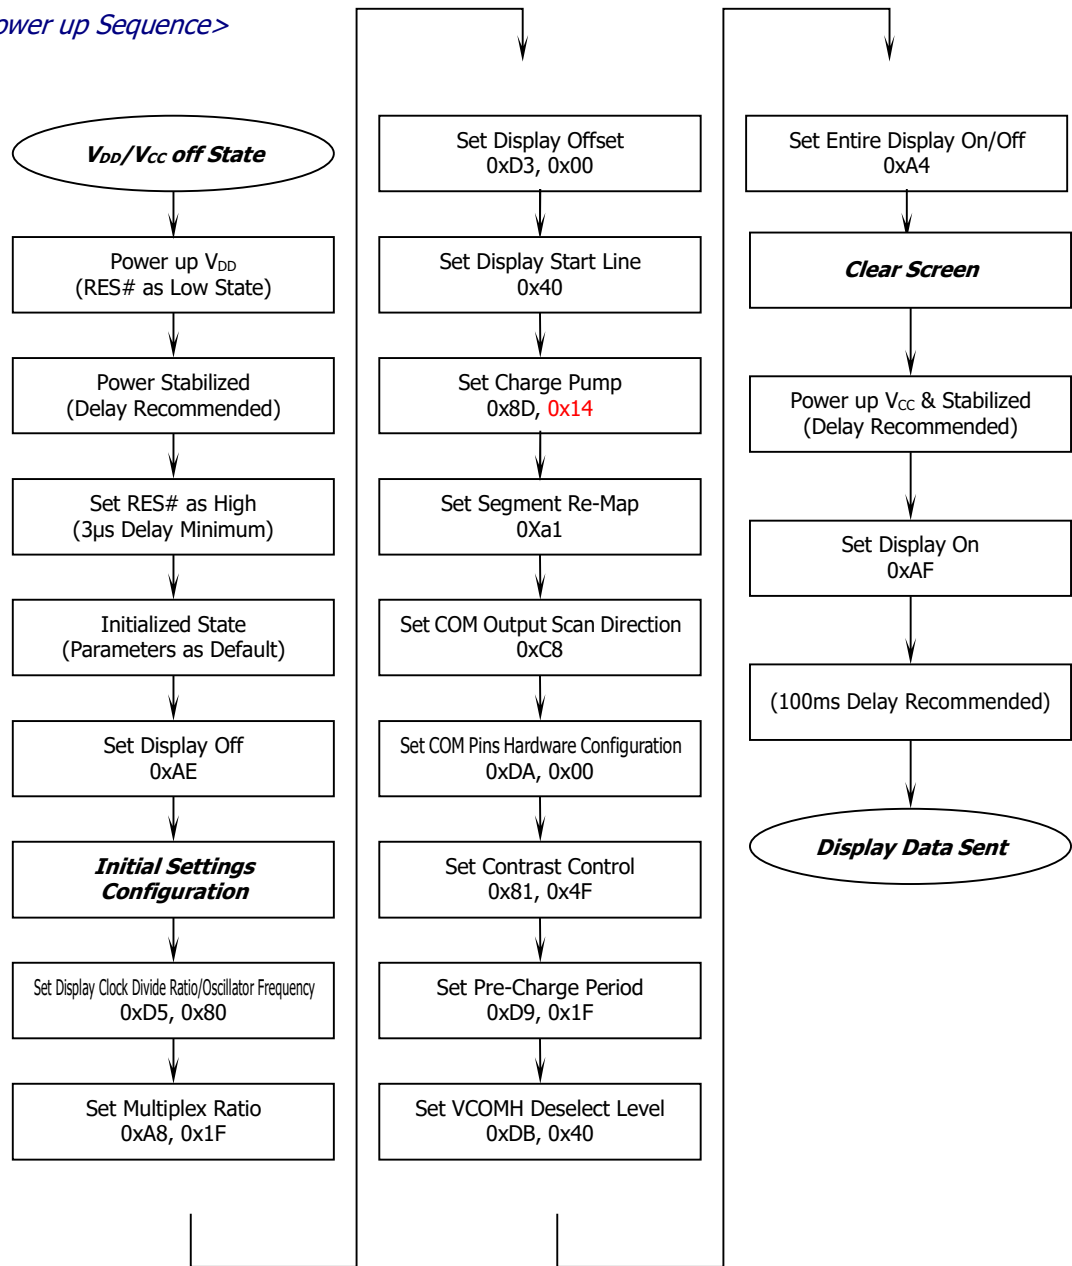 ower up Sequence>
VDD/VCC off State
Power up VDD
(RES# as Low State)
Power Stabilized
(Delay Recommended)
Set RES# as High
(3μs Delay Minimum)
Initialized State
(Parameters as Default)
Set Display Off
0xAE
Initial Settings
Configuration
Set Display Clock Divide Ratio/Oscillator Frequency
0xD5, 0x80
Set Multiplex Ratio
0xA8, 0x1F
Set Display Offset
0xD3, 0x00
Set Display Start Line
0x40
Set Charge Pump
0x8D, 0x14
Set Segment Re-Map
0Xa1
Set COM Output Scan Direction
0xC8
Set COM Pins Hardware Configuration
0xDA, 0x00
Set Contrast Control
0x81, 0x4F
Set Pre-Charge Period
0xD9, 0x1F
Set VCOMH Deselect Level
0xDB, 0x40
Set Entire Display On/Off
0xA4
Clear Screen
Power up VCC & Stabilized
(Delay Recommended)
Set Display On
0xAF
(100ms Delay Recommended)
Display Data Sent